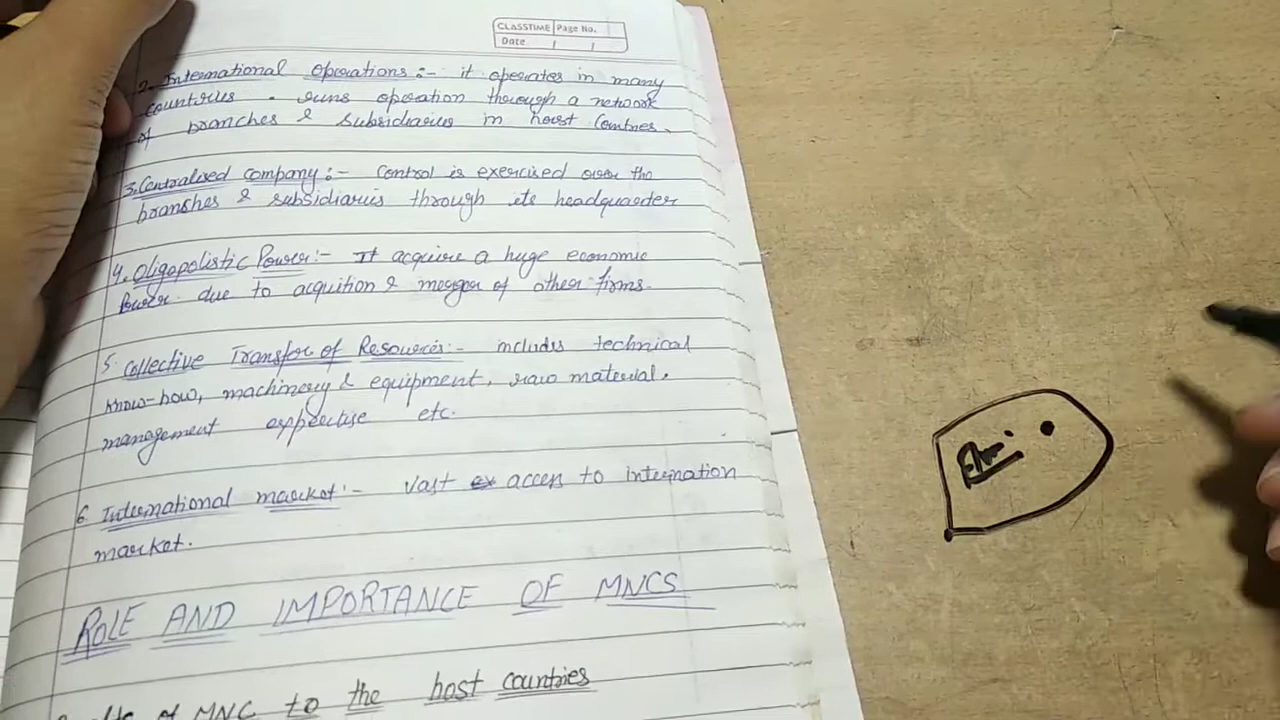 CLASSTIME Page No.
Date / /
2. International operations :- it operates in many
countries. runs operation through a network
of branches & subsidiaries in host Contries.
3. Centralised company :- Control is exercised over the
branches & subsidiaries through its headquarter
4. Oligopolistic Power :- It acquire a huge economic
Power due to acquition & meager of other firms.
5. Collective Transfer of Resources :- includes technical
know-how, machinery & equipment, raw material,
management experctise etc.
6. International market :- Vast access to internation
market.
ROLE AND IMPORTANCE OF MNCS
of MNC to the host countries